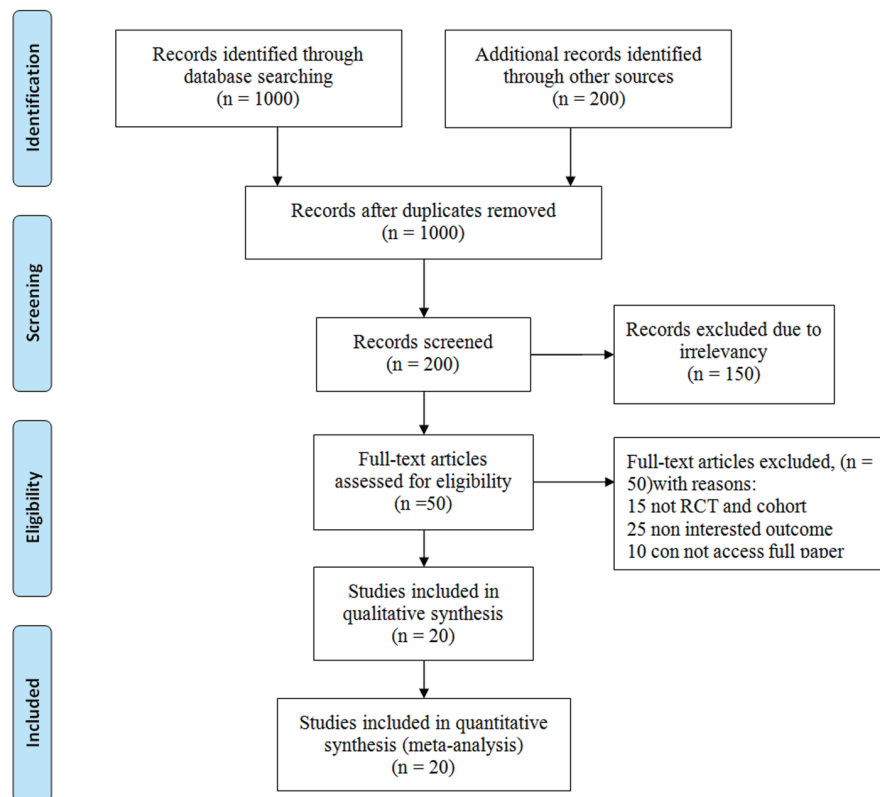 Identification
Records identified through
database searching
(n = 1000)
Additional records identified
through other sources
(n = 200)
Records after duplicates removed
(n = 1000)
Screening
Records screened
(n = 200)
Records excluded due to
irrelevancy
(n = 150)
Eligibility
Full-text articles
assessed for eligibility
(n =50)
Full-text articles excluded, (n =
50)with reasons:
15 not RCT and cohort
25 non interested outcome
10 con not access full paper
Studies included in
qualitative synthesis
(n = 20)
Included
Studies included in quantitative
synthesis (meta-analysis)
(n = 20)